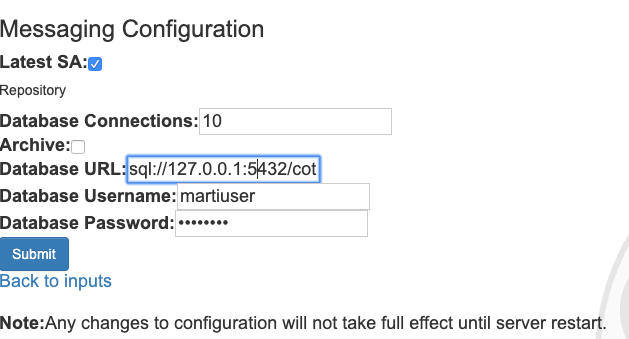 Messaging Configuration
Latest SA:
Repository
Database Connections: 10
Archive:
Database URL: sql://127.0.0.1:5432/cot
Database Username: martiuser
Database Password: ••••••••
Submit
Back to inputs
Note:Any changes to configuration will not take full effect until server restart.